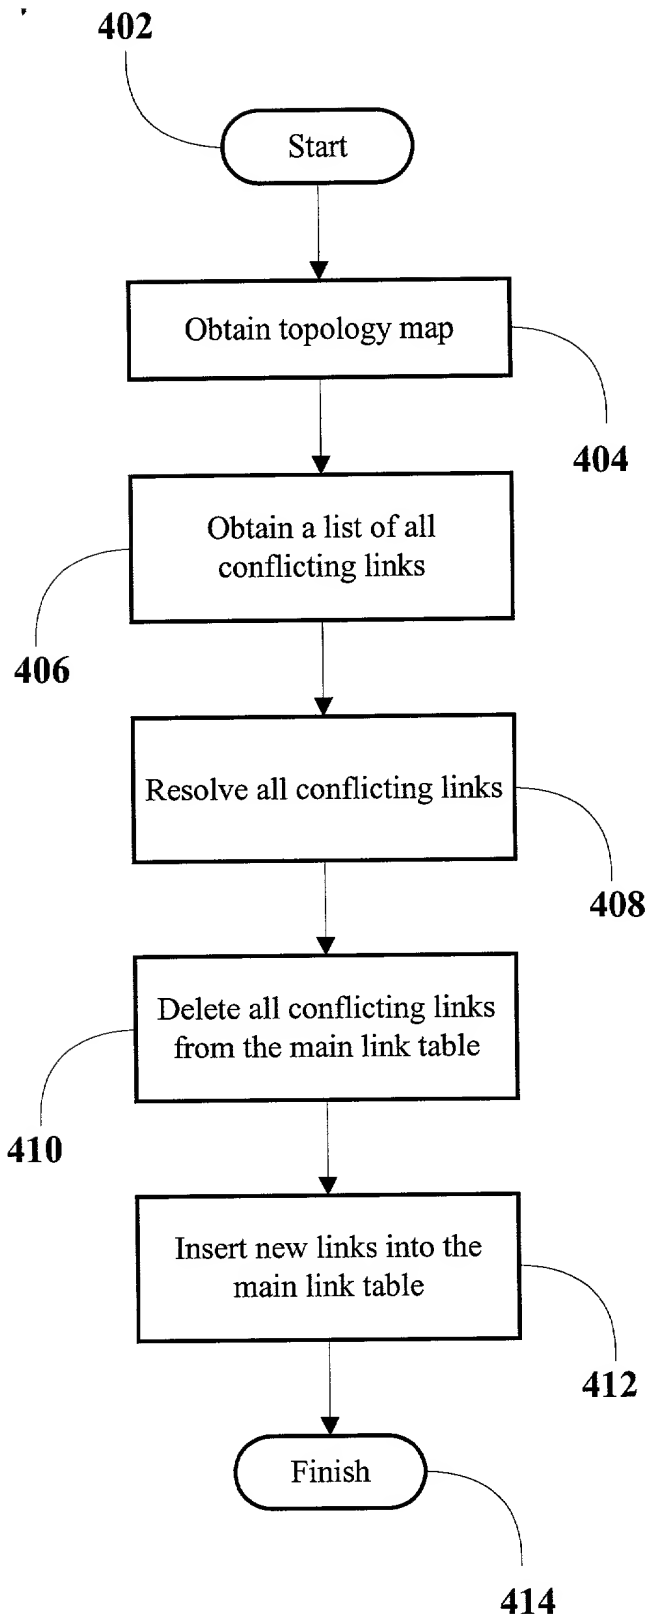 402
Start
Obtain topology map
404
Obtain a list of all
conflicting links
406
Resolve all conflicting links
408
Delete all conflicting links
from the main link table
410
Insert new links into the
main link table
412
Finish
414